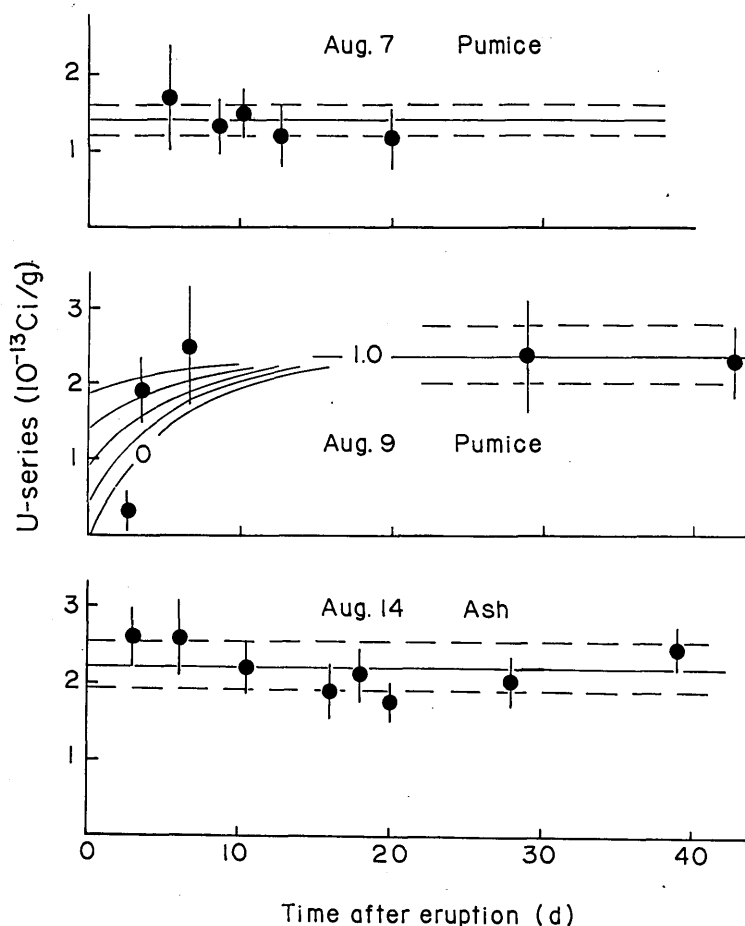 Aug. 7 Pumice
2
1
U-series (10⁻¹³Ci/g)
3
2
1
1.0
0
Aug. 9 Pumice
Aug. 14 Ash
3
2
1
0 10 20 30 40
Time after eruption (d)